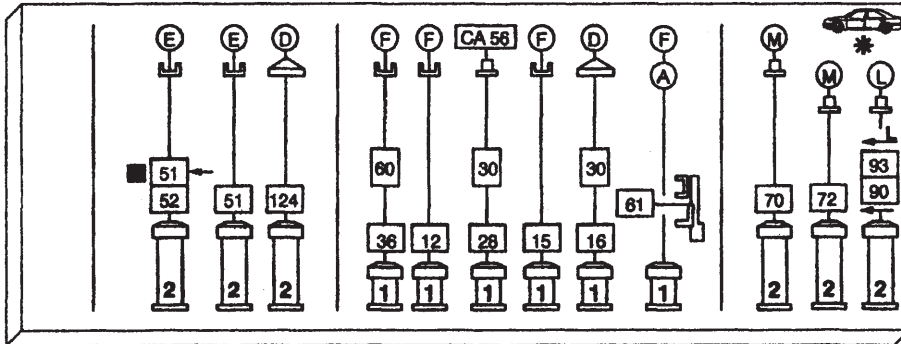 E E D F F CA 56 F D F M
A M L
51 60 30 30 93
52 51 124 61 70 72 90
36 12 28 15 16
2 2 2 1 1 1 1 1 1 2 2 2